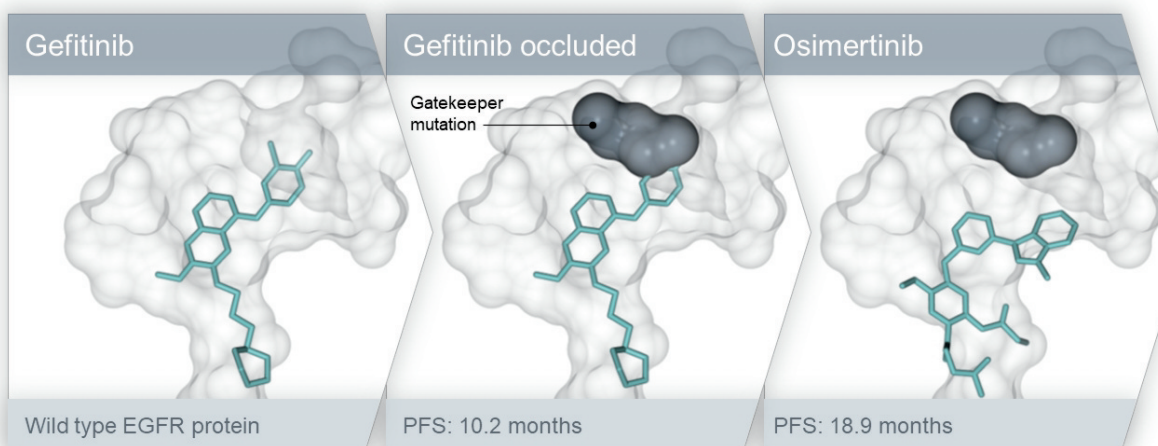 Gefitinib
Gefitinib occluded
Osimertinib
Gatekeeper
mutation
Wild type EGFR protein
PFS: 10.2 months
PFS: 18.9 months